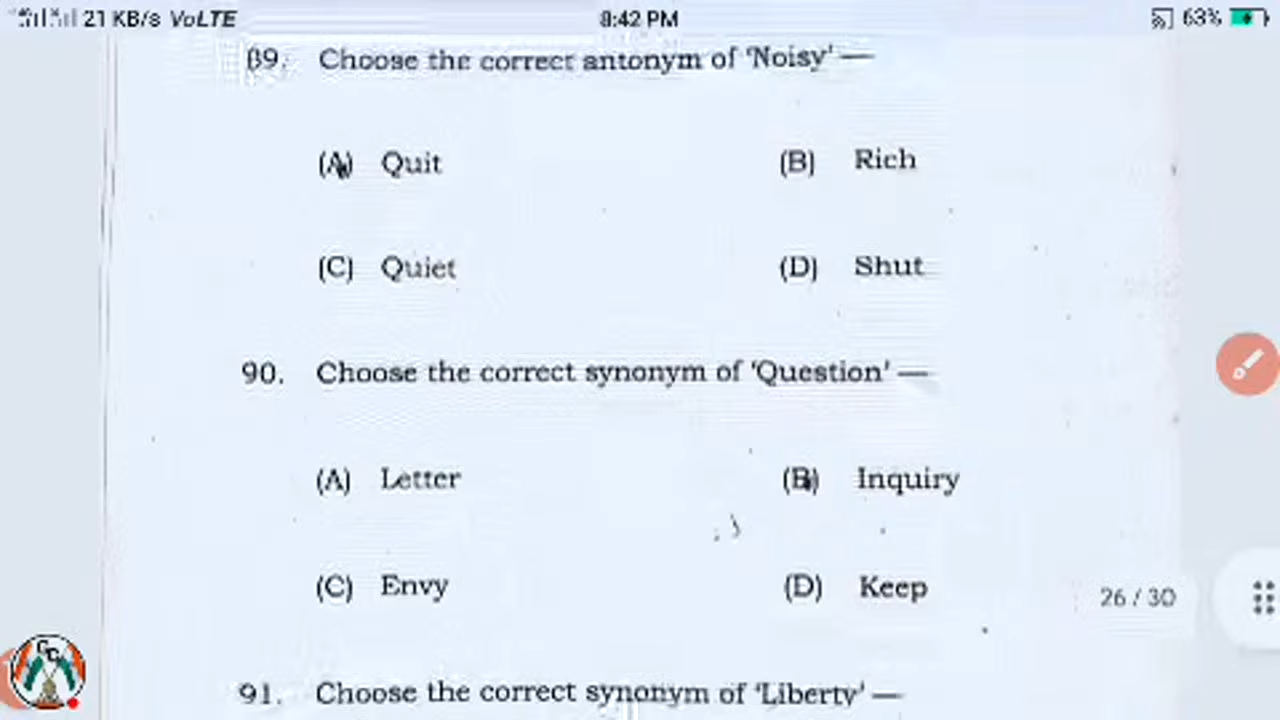 21 KB/s VoLTE 8:42 PM 63%
89. Choose the correct antonym of 'Noisy' —
(A) Quit (B) Rich
(C) Quiet (D) Shut
90. Choose the correct synonym of 'Question' —
(A) Letter (B) Inquiry
(C) Envy (D) Keep
26 / 30
91. Choose the correct synonym of 'Liberty' —